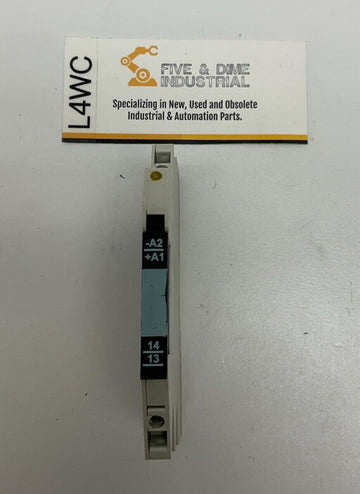 L4WC
FIVE & DIME
INDUSTRIAL
Specializing in New, Used and Obsolete
Industrial & Automation Parts.
-A2
+A1
14
13